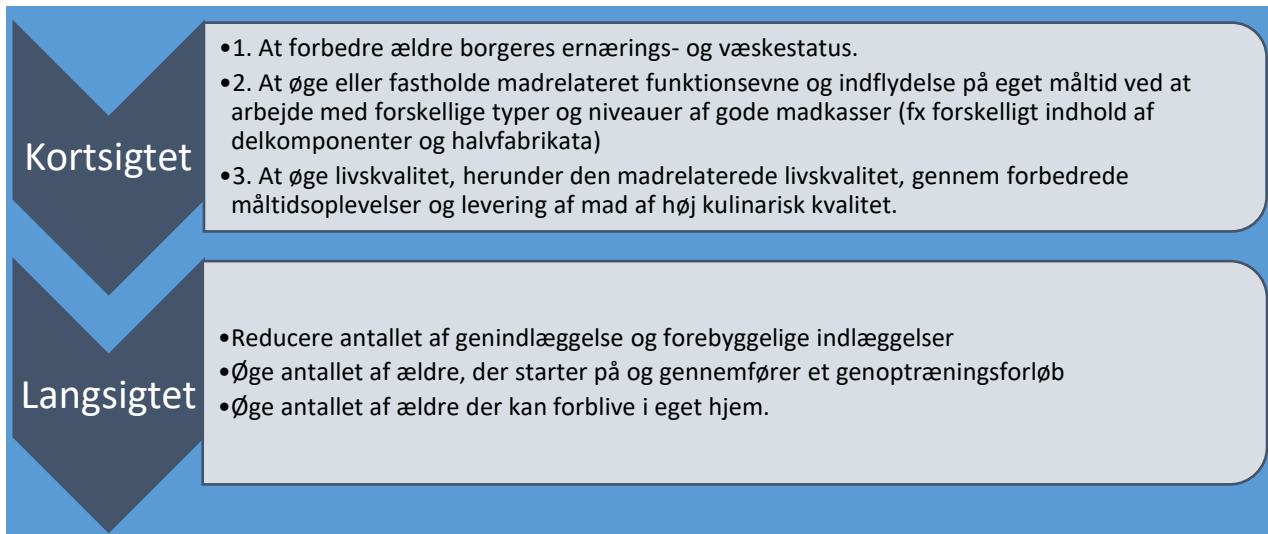 Kortsigtet
•1. At forbedre ældre borgeres ernærings- og væskestatus.
•2. At øge eller fastholde madrelateret funktionsevne og indflydelse på eget måltid ved at
arbejde med forskellige typer og niveauer af gode madkasser (fx forskelligt indhold af
delkomponenter og halvfabrikata)
•3. At øge livskvalitet, herunder den madrelaterede livskvalitet, gennem forbedrede
måltidsoplevelser og levering af mad af høj kulinarisk kvalitet.
Langsigtet
•Reducere antallet af genindlæggelse og forebyggelige indlæggelser
•Øge antallet af ældre, der starter på og gennemfører et genoptræningsforløb
•Øge antallet af ældre der kan forblive i eget hjem.